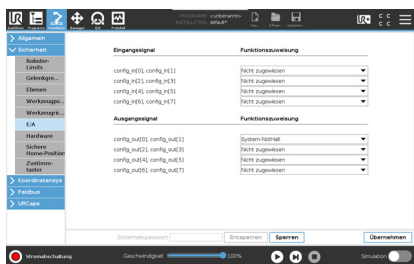 PROGRAMM <unbenannt>
INSTALLATION default*
Ausführen Programm Installation Bewegen E/A Protokoll Neu... Öffnen... Speichern...
Allgemein
Sicherheit
Roboter-
Limits
Gelenkgre...
Ebenen
Werkzeugpo...
Werkzeugric...
E/A
Hardware
Sichere
Home-Position
Zustimm-
taster
Koordinatensys
Feldbus
URCaps
Eingangssignal Funktionszuweisung
config_in[0], config_in[1] Nicht zugewiesen
config_in[2], config_in[3] Nicht zugewiesen
config_in[4], config_in[5] Nicht zugewiesen
config_in[6], config_in[7] Nicht zugewiesen
Ausgangssignal Funktionszuweisung
config_out[0], config_out[1] System-NotHalt
config_out[2], config_out[3] Nicht zugewiesen
config_out[4], config_out[5] Nicht zugewiesen
config_out[6], config_out[7] Nicht zugewiesen
Sicherheitspasswort Entsperren Sperren Übernehmen
Stromabschaltung Geschwindigkeit 100% Simulation